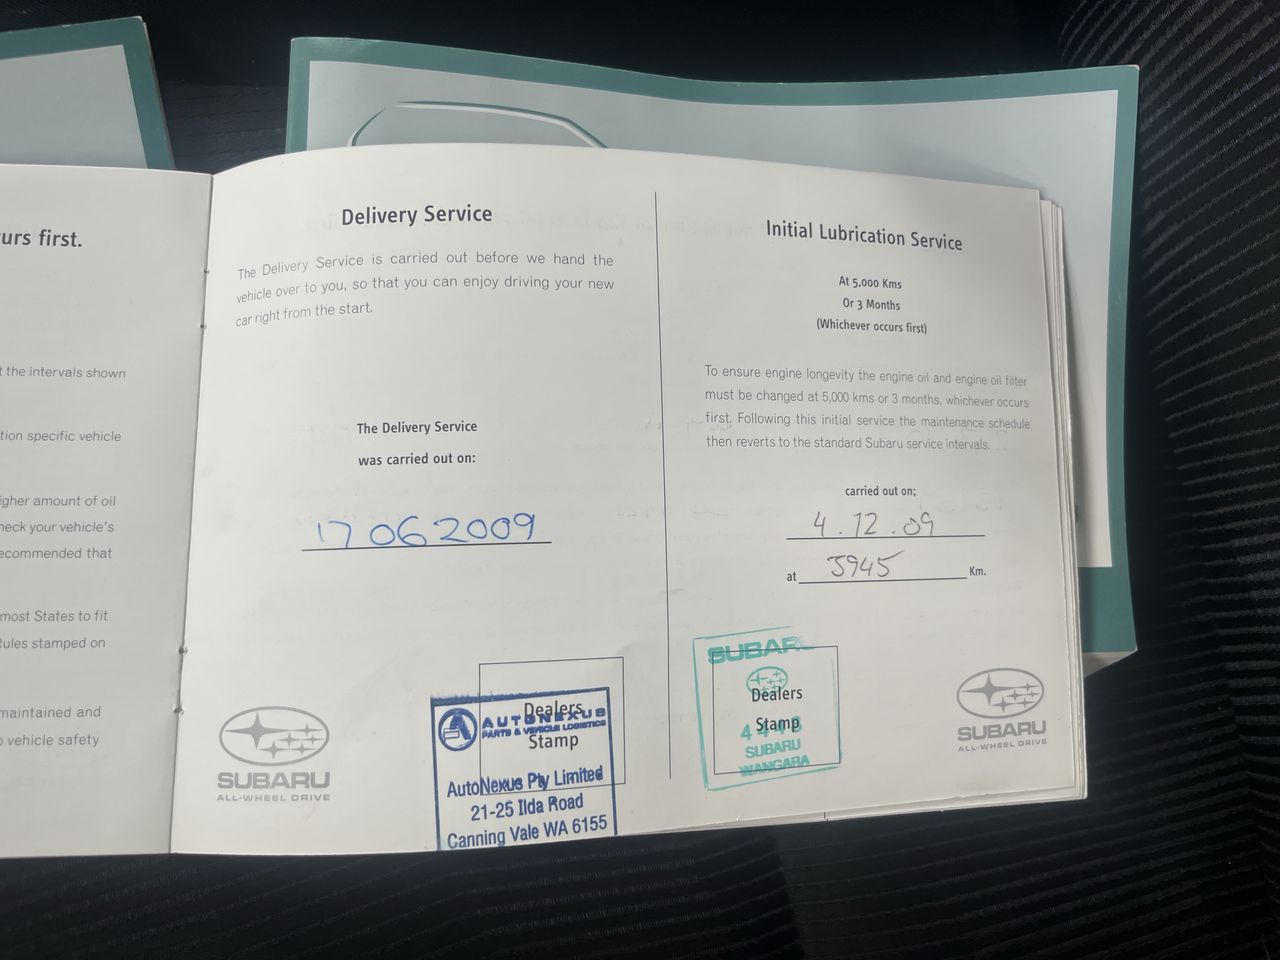 urs first.
t the intervals shown
tion specific vehicle
igher amount of oil
heck your vehicle's
ecommended that
most States to fit
Rules stamped on
maintained and
o vehicle safety
Delivery Service
The Delivery Service is carried out before we hand the
vehicle over to you, so that you can enjoy driving your new
car right from the start.
The Delivery Service
was carried out on:
17 06 2009
Dealers
Stamp
AUTONEXUS
PARTS & VEHICLE LOGISTICS
AutoNexus Pty Limited
21-25 Ilda Road
Canning Vale WA 6155
SUBARU
ALL-WHEEL DRIVE
Initial Lubrication Service
At 5,000 Kms
Or 3 Months
(Whichever occurs first)
To ensure engine longevity the engine oil and engine oil filter
must be changed at 5,000 kms or 3 months, whichever occurs
first. Following this initial service the maintenance schedule
then reverts to the standard Subaru service intervals.
carried out on;
4.12.09
at 3945 Km.
SUBARU
Dealers
Stamp
SUBARU
WANGARA
SUBARU
ALL-WHEEL DRIVE